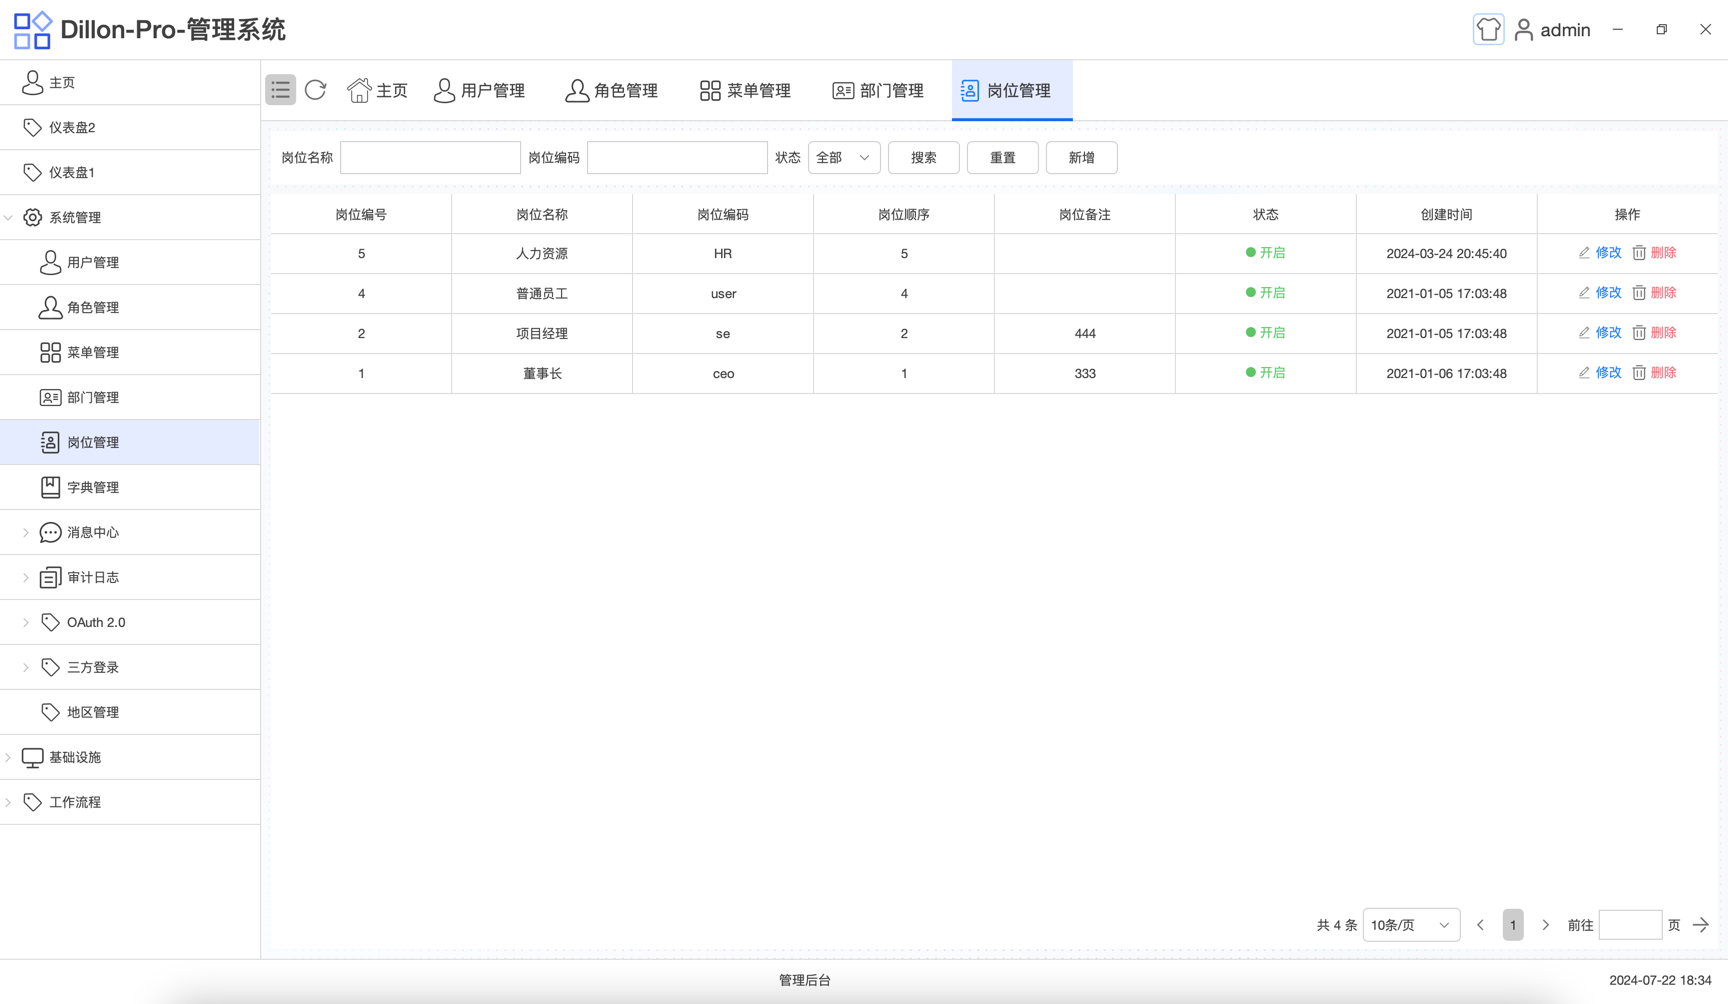 Dillon-Pro-管理系统
admin
主页
仪表盘2
仪表盘1
系统管理
用户管理
角色管理
菜单管理
部门管理
岗位管理
字典管理
消息中心
审计日志
OAuth 2.0
三方登录
地区管理
基础设施
工作流程
主页 用户管理 角色管理 菜单管理 部门管理 岗位管理
岗位名称 岗位编码 状态 全部 搜索 重置 新增
岗位编号 岗位名称 岗位编码 岗位顺序 岗位备注 状态 创建时间 操作
5 人力资源 HR 5 开启 2024-03-24 20:45:40 修改 删除
4 普通员工 user 4 开启 2021-01-05 17:03:48 修改 删除
2 项目经理 se 2 444 开启 2021-01-05 17:03:48 修改 删除
1 董事长 ceo 1 333 开启 2021-01-06 17:03:48 修改 删除
共 4 条 10条/页 1 前往 页
管理后台
2024-07-22 18:34